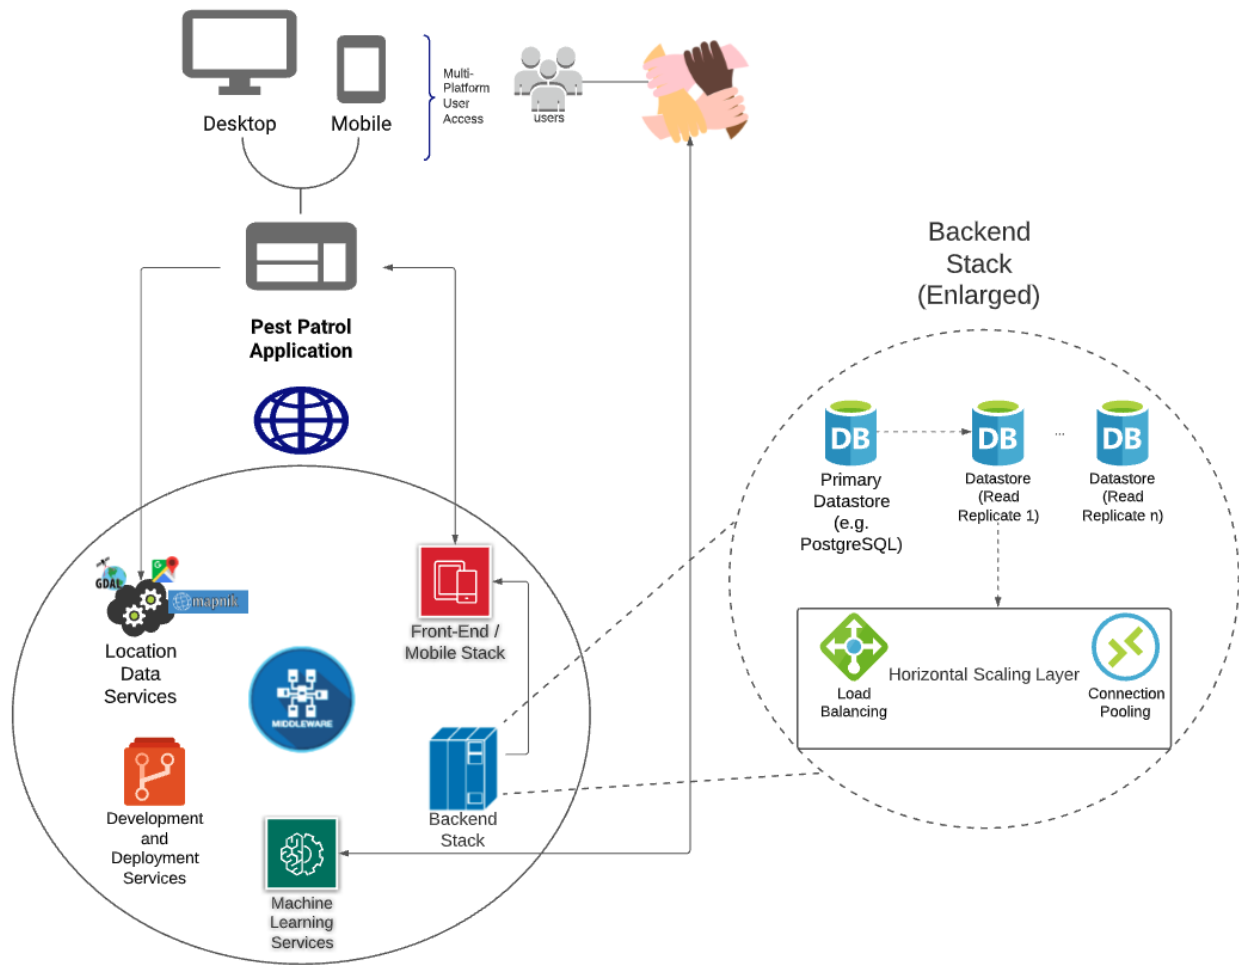 Desktop
Mobile
Multi-
Platform
User
Access
users
Pest Patrol
Application
GDAL
G
mapnik
Location
Data
Services
Front-End /
Mobile Stack
MIDDLEWARE
Development
and
Deployment
Services
Backend
Stack
Machine
Learning
Services
Backend
Stack
(Enlarged)
DB
DB
...
DB
Primary
Datastore
(e.g.
PostgreSQL)
Datastore
(Read
Replicate 1)
Datastore
(Read
Replicate n)
Load
Balancing
Horizontal Scaling Layer
Connection
Pooling